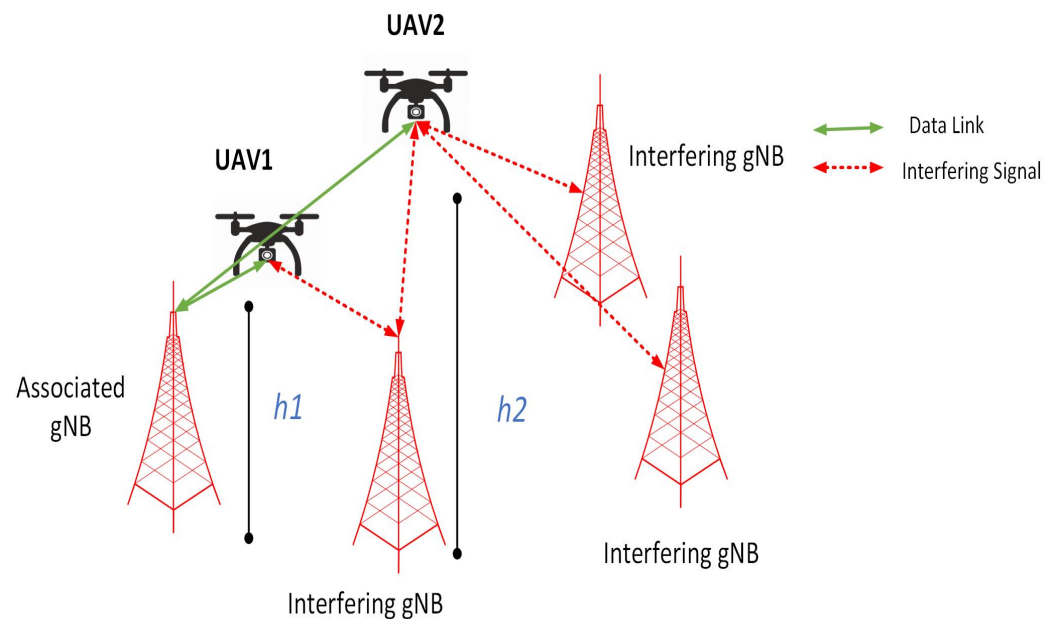 UAV2
UAV1
Interfering gNB
Data Link
Interfering Signal
Associated
gNB
h1
h2
Interfering gNB
Interfering gNB